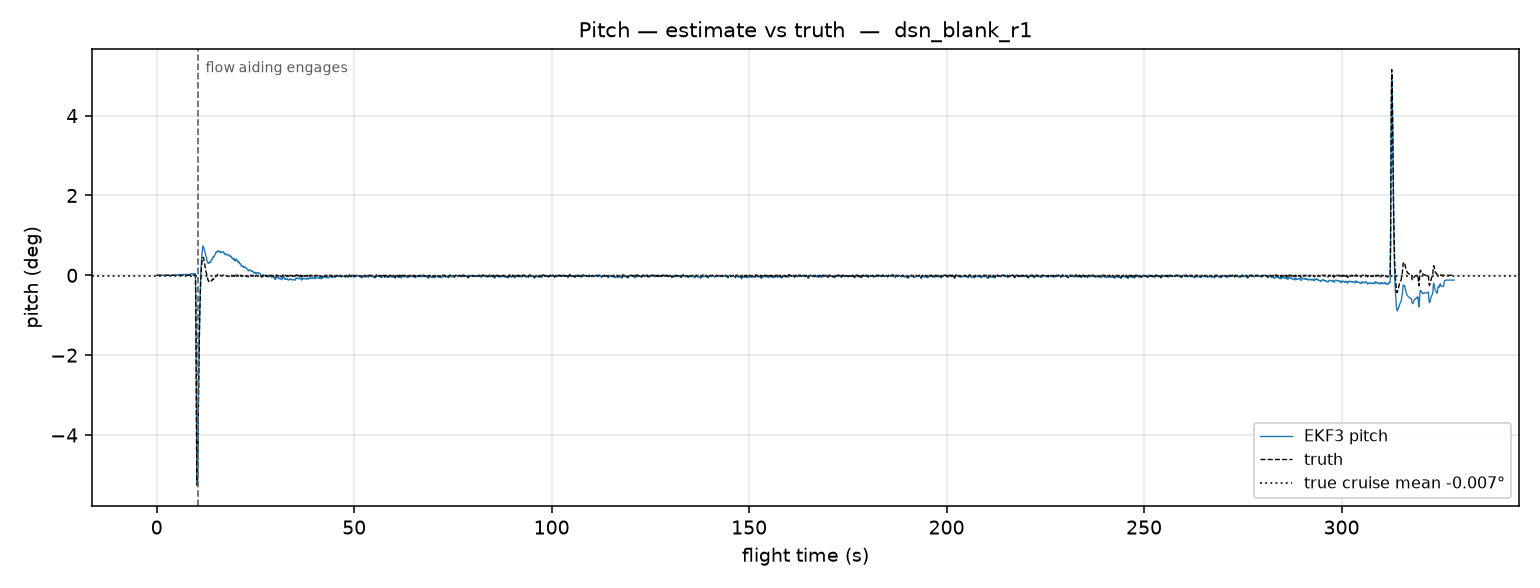 Pitch — estimate vs truth — dsn_blank_r1
flow aiding engages
pitch (deg)
4
2
0
−2
−4
EKF3 pitch
truth
true cruise mean -0.007°
0 50 100 150 200 250 300
flight time (s)